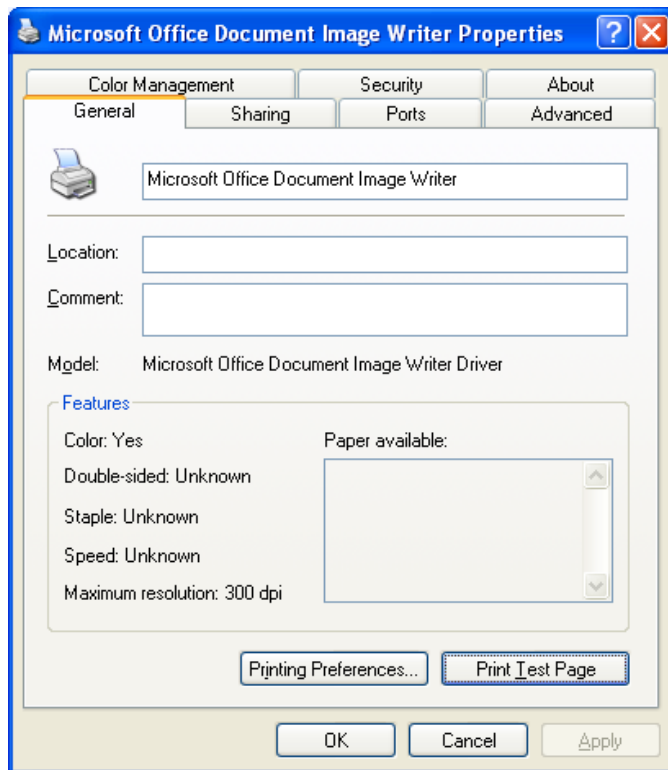 Microsoft Office Document Image Writer Properties
Color Management Security About
General Sharing Ports Advanced
Microsoft Office Document Image Writer
Location:
Comment:
Model: Microsoft Office Document Image Writer Driver
Features
Color: Yes Paper available:
Double-sided: Unknown
Staple: Unknown
Speed: Unknown
Maximum resolution: 300 dpi
Printing Preferences... Print Test Page
OK Cancel Apply